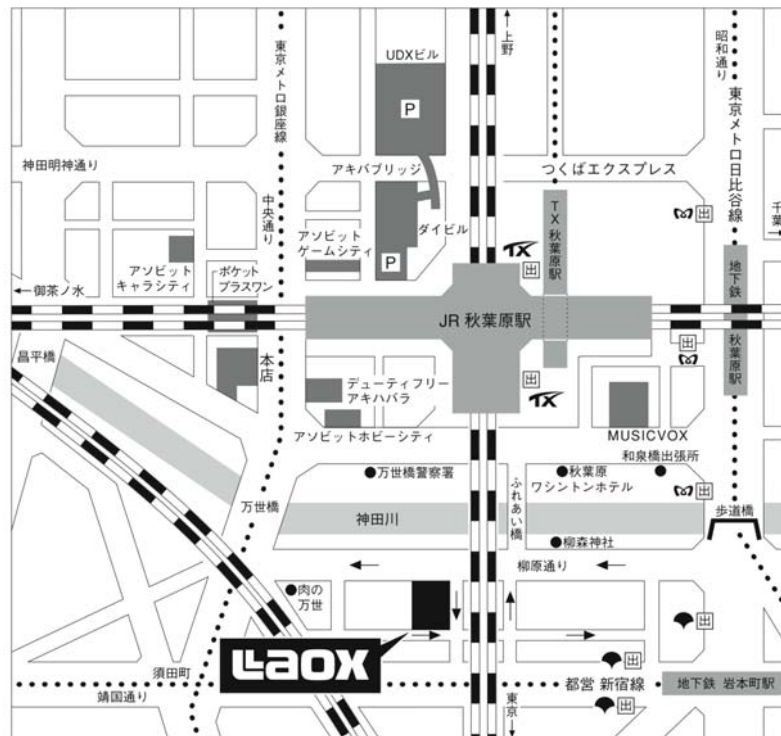 UDXビル
上野
昭和通り
東京メトロ銀座線
P
東京メトロ日比谷線
神田明神通り
アキバブリッジ
つくばエクスプレス
中央通り
アソビット
ゲームシティ
ダイビル
TX秋葉原駅
出
千葉
アソビット
キャラシティ
ポケット
プラスワン
P
TX
出
地下鉄 秋葉原駅
御茶ノ水
JR 秋葉原駅
昌平橋
本店
デューティフリー
アキハバラ
出
TX
出
アソビットホビーシティ
MUSICVOX
和泉橋出張所
万世橋警察署
秋葉原
ワシントンホテル
出
万世橋
神田川
ふれあい橋
歩道橋
柳森神社
柳原通り
肉の
万世
出
LAOX
須田町
出
靖国通り
都営 新宿線
地下鉄 岩本町駅
東京
出